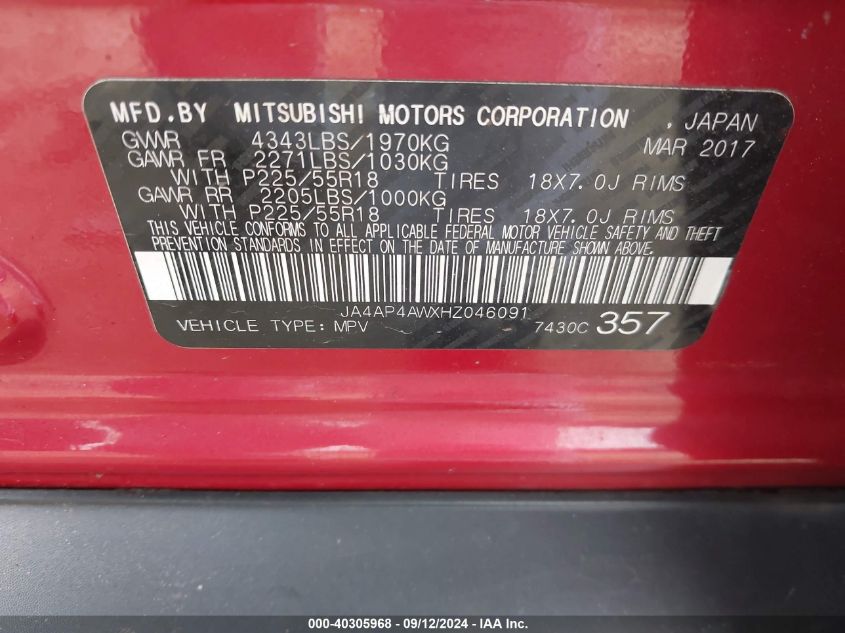 MFD.BY MITSUBISHI MOTORS CORPORATION , JAPAN
GVWR 4343LBS/1970KG MAR 2017
GAWR FR 2271LBS/1030KG
WITH P225/55R18 TIRES 18X7.0J RIMS
GAWR RR 2205LBS/1000KG
WITH P225/55R18 TIRES 18X7.0J RIMS
THIS VEHICLE CONFORMS TO ALL APPLICABLE FEDERAL MOTOR VEHICLE SAFETY AND THEFT
PREVENTION STANDARDS IN EFFECT ON THE DATE OF MANUFACTURE SHOWN ABOVE.
JA4AP4AWXHZ046091
VEHICLE TYPE: MPV 7430C 357
000-40305968 - 09/12/2024 - IAA Inc.